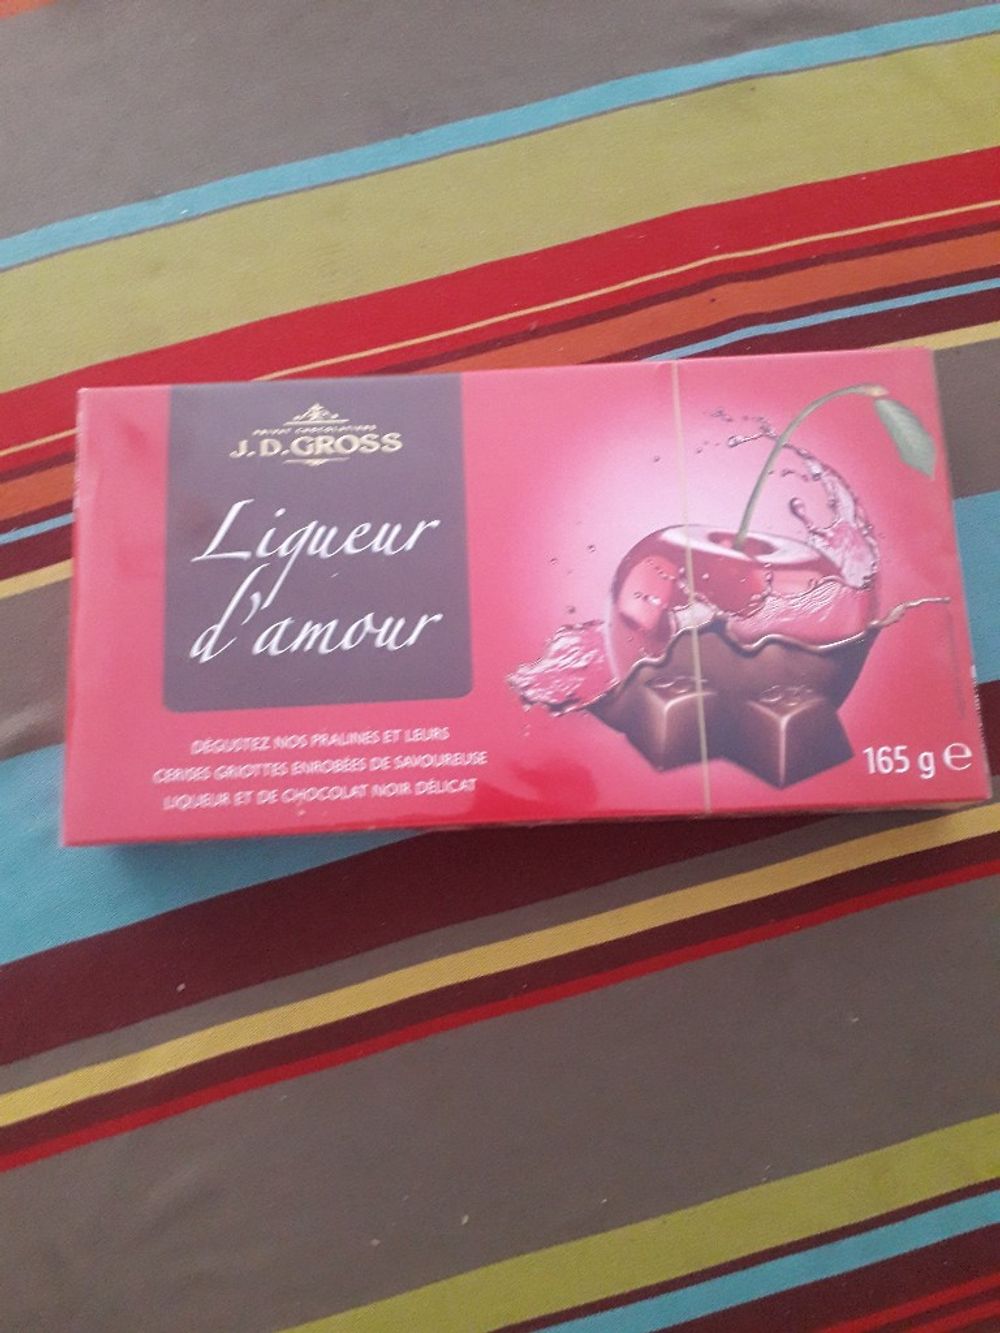 J.D.GROSS
Liqueur
d'amour
DÉGUSTEZ NOS PRALINES ET LEURS
CERISES GRIOTTES ENROBÉES DE SAVOUREUSE
LIQUEUR ET DE CHOCOLAT NOIR DÉLICAT
165 g e